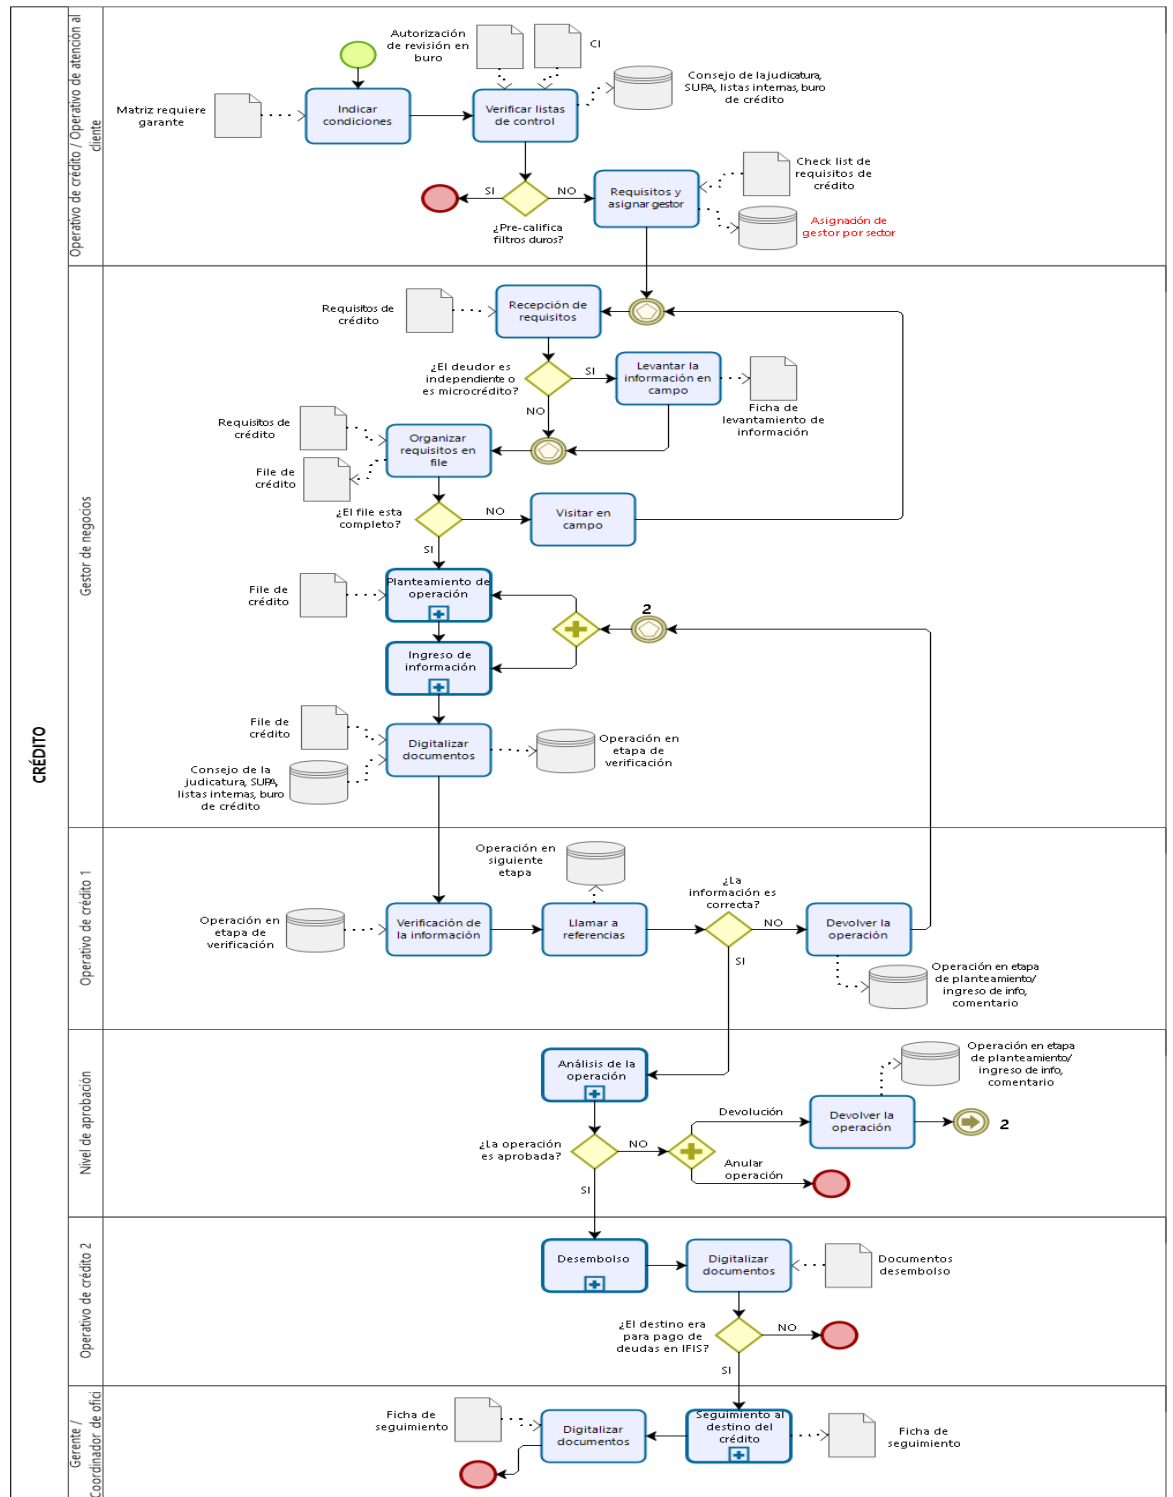 CRÉDITO
Operativo de crédito / Operativo de atención al
cliente
Autorización
de revisión en
buro
CI
Matriz requiere
garante
Indicar
condiciones
Verificar listas
de control
Consejo de la judicatura,
SUPA, listas internas, buro
de crédito
SI
NO
¿Pre-califica
filtros duros?
Requisitos y
asignar gestor
Check list de
requisitos de
crédito
Asignación de
gestor por sector
Gestor de negocios
Requisitos de
crédito
Recepción de
requisitos
¿El deudor es
independiente o
es microcrédito?
SI
NO
Levantar la
información en
campo
Ficha de
levantamiento de
información
Requisitos de
crédito
File de
crédito
Organizar
requisitos en
file
¿El file esta
completo?
NO
SI
Visitar en
campo
File de
crédito
Planteamiento de
operación
2
Ingreso de
información
File de
crédito
Consejo de la
judicatura, SUPA,
listas internas, buro
de crédito
Digitalizar
documentos
Operación en
etapa de
verificación
Operativo de crédito 1
Operación en
siguiente
etapa
¿La
información es
correcta?
Operación en
etapa de
verificación
Verificación de
la información
Llamar a
referencias
NO
SI
Devolver la
operación
Operación en etapa
de planteamiento/
ingreso de info,
comentario
Nivel de aprobación
Análisis de la
operación
Operación en etapa
de planteamiento/
ingreso de info,
comentario
¿La operación
es aprobada?
NO
SI
Devolución
Devolver la
operación
2
Anular
operación
Operativo de crédito 2
Desembolso
Digitalizar
documentos
Documentos
desembolso
¿El destino era
para pago de
deudas en IFIS?
NO
SI
Gerente /
Coordinador de ofici
Ficha de
seguimiento
Digitalizar
documentos
Seguimiento al
destino del
crédito
Ficha de
seguimiento